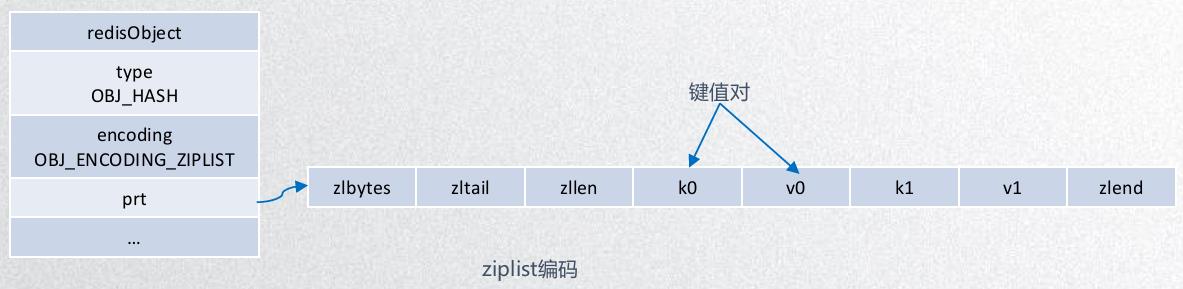 redisObject
type
OBJ_HASH
encoding
OBJ_ENCODING_ZIPLIST
prt
...
键值对
zlbytes zltail zllen k0 v0 k1 v1 zlend
ziplist编码